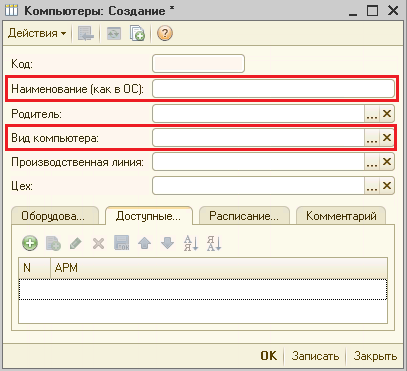 Компьютеры: Создание *
Действия
Код:
Наименование (как в ОС):
Родитель:
Вид компьютера:
Производственная линия:
Цех:
Оборудова... Доступные... Расписание... Комментарий
N АРМ
OK Записать Закрыть